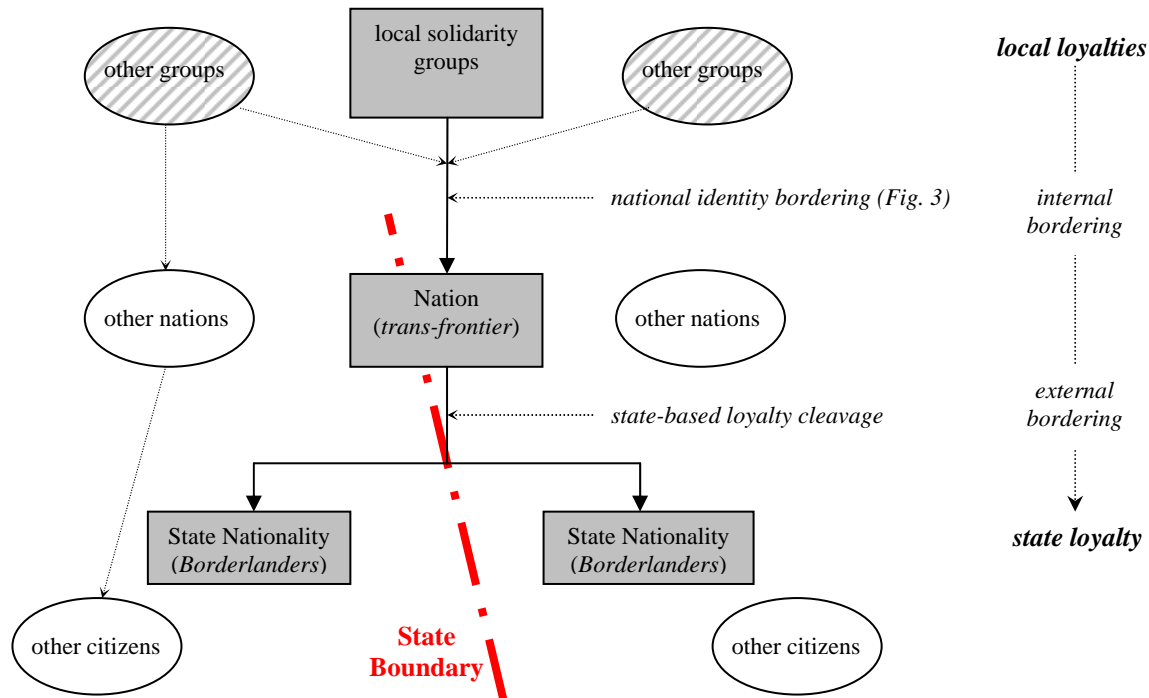 local solidarity
groups
other groups
other groups
local loyalties
national identity bordering (Fig. 3)
internal
bordering
Nation
(trans-frontier)
other nations
other nations
state-based loyalty cleavage
external
bordering
State Nationality
(Borderlanders)
State Nationality
(Borderlanders)
state loyalty
other citizens
State
Boundary
other citizens